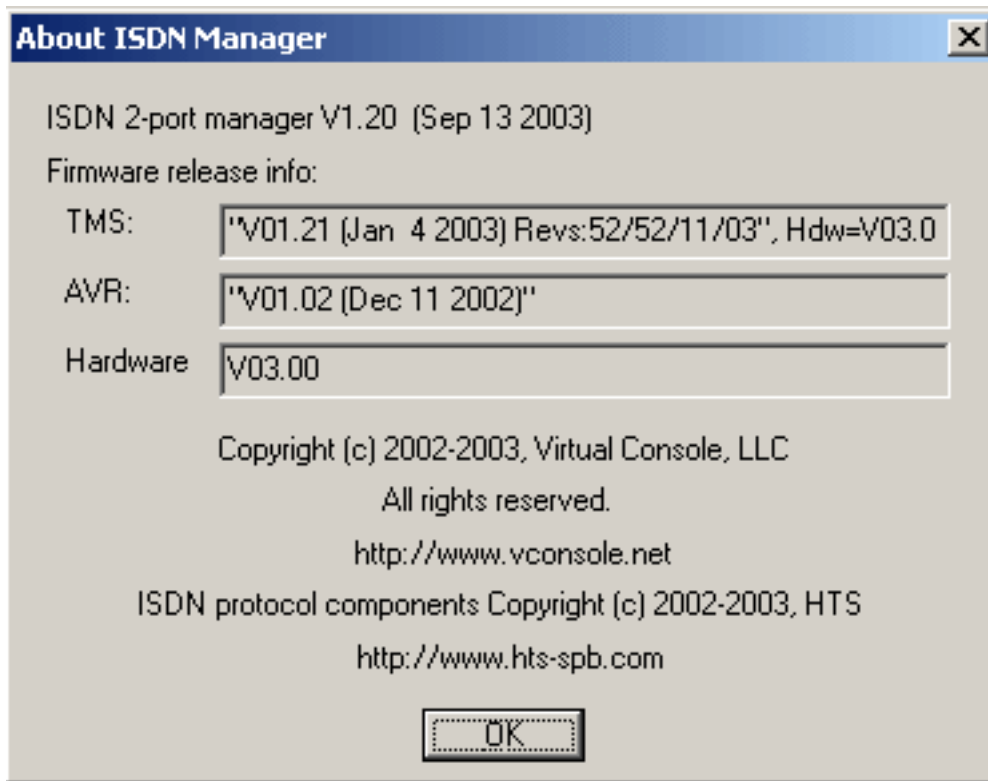 About ISDN Manager
ISDN 2-port manager V1.20 (Sep 13 2003)
Firmware release info:
TMS: "V01.21 (Jan  4 2003) Revs:52/52/11/03", Hdw=V03.0
AVR: "V01.02 (Dec 11 2002)"
Hardware V03.00
Copyright (c) 2002-2003, Virtual Console, LLC
All rights reserved.
http://www.vconsole.net
ISDN protocol components Copyright (c) 2002-2003, HTS
http://www.hts-spb.com
OK